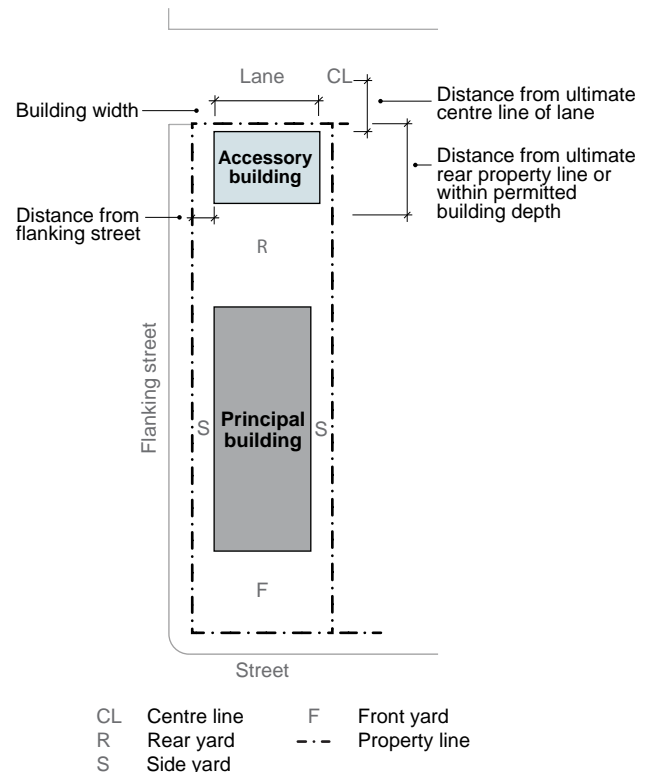 Lane
CL
Building width
Distance from ultimate
centre line of lane
Accessory
building
Distance from ultimate
rear property line or
within permitted
building depth
Distance from
flanking street
R
Flanking street
S
Principal
building
S
F
Street
CL Centre line
F Front yard
R Rear yard
Property line
S Side yard